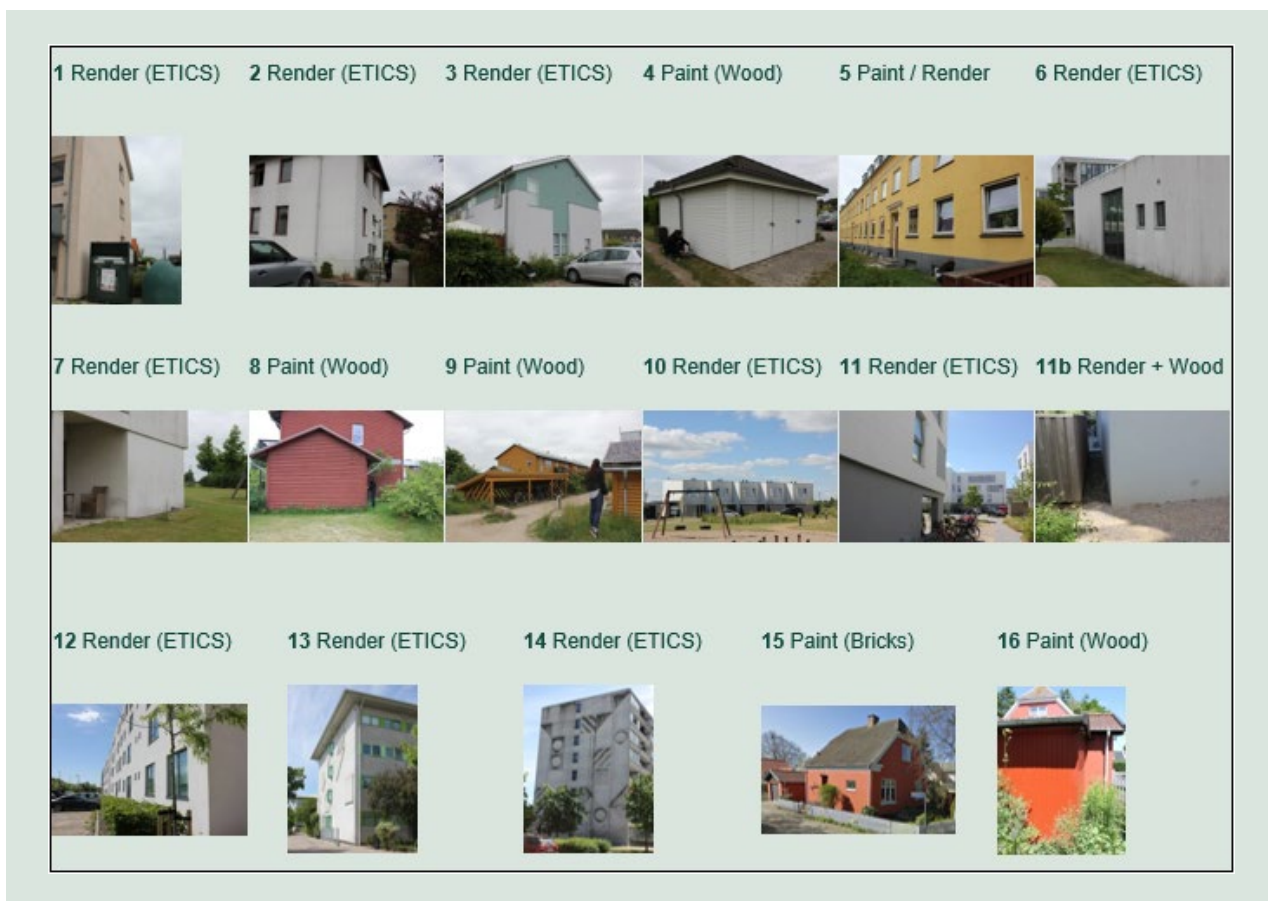 1 Render (ETICS) 2 Render (ETICS) 3 Render (ETICS) 4 Paint (Wood) 5 Paint / Render 6 Render (ETICS)
7 Render (ETICS) 8 Paint (Wood) 9 Paint (Wood) 10 Render (ETICS) 11 Render (ETICS) 11b Render + Wood
12 Render (ETICS) 13 Render (ETICS) 14 Render (ETICS) 15 Paint (Bricks) 16 Paint (Wood)